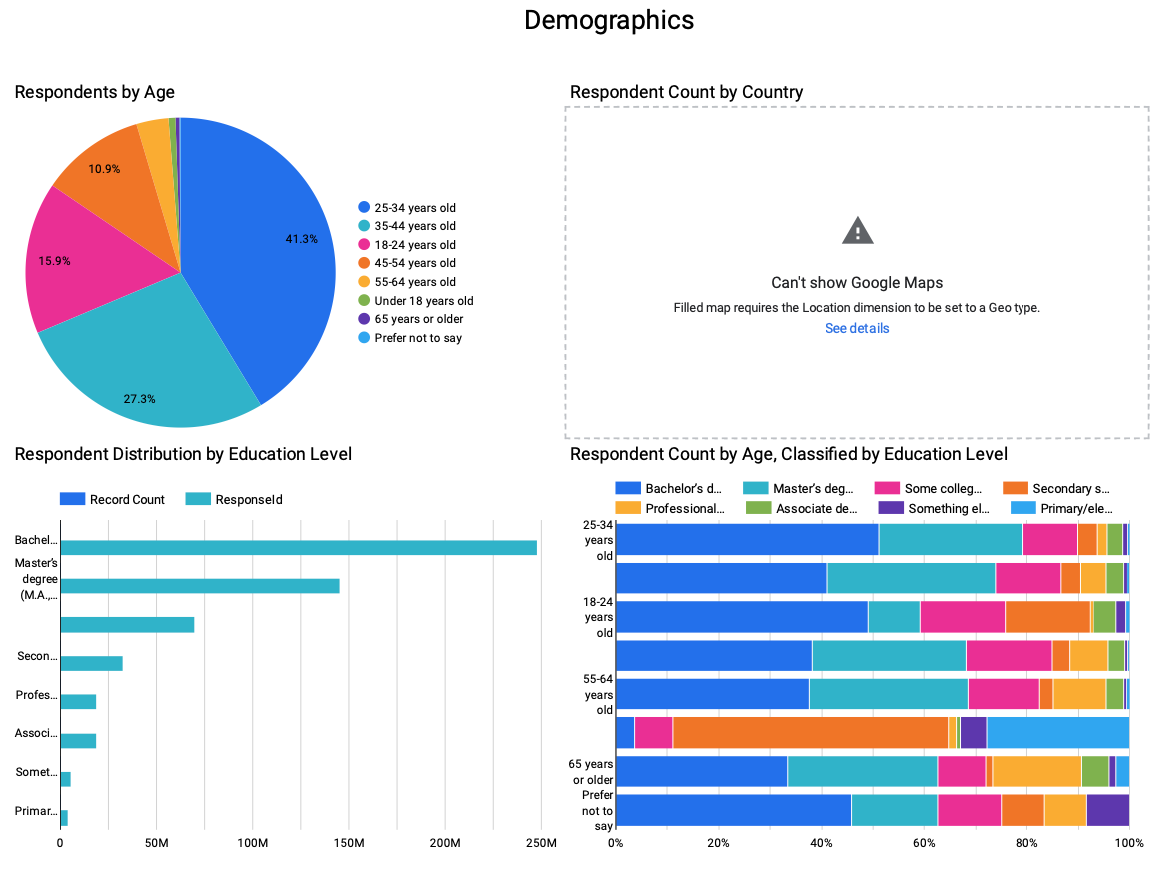 Demographics
Respondents by Age
10.9%
41.3%
15.9%
27.3%
25-34 years old
35-44 years old
18-24 years old
45-54 years old
55-64 years old
Under 18 years old
65 years or older
Prefer not to say
Respondent Count by Country
Can't show Google Maps
Filled map requires the Location dimension to be set to a Geo type.
See details
Respondent Distribution by Education Level
Record Count
ResponseId
Bachel...
Master's
degree
(M.A.,...
Secon...
Profes...
Associ...
Somet...
Primar...
0
50M
100M
150M
200M
250M
Respondent Count by Age, Classified by Education Level
Bachelor's d...
Master's deg...
Some colleg...
Secondary s...
Professional...
Associate de...
Something el...
Primary/ele...
25-34
years
old
18-24
years
old
55-64
years
old
65 years
or older
Prefer
not to
say
0%
20%
40%
60%
80%
100%